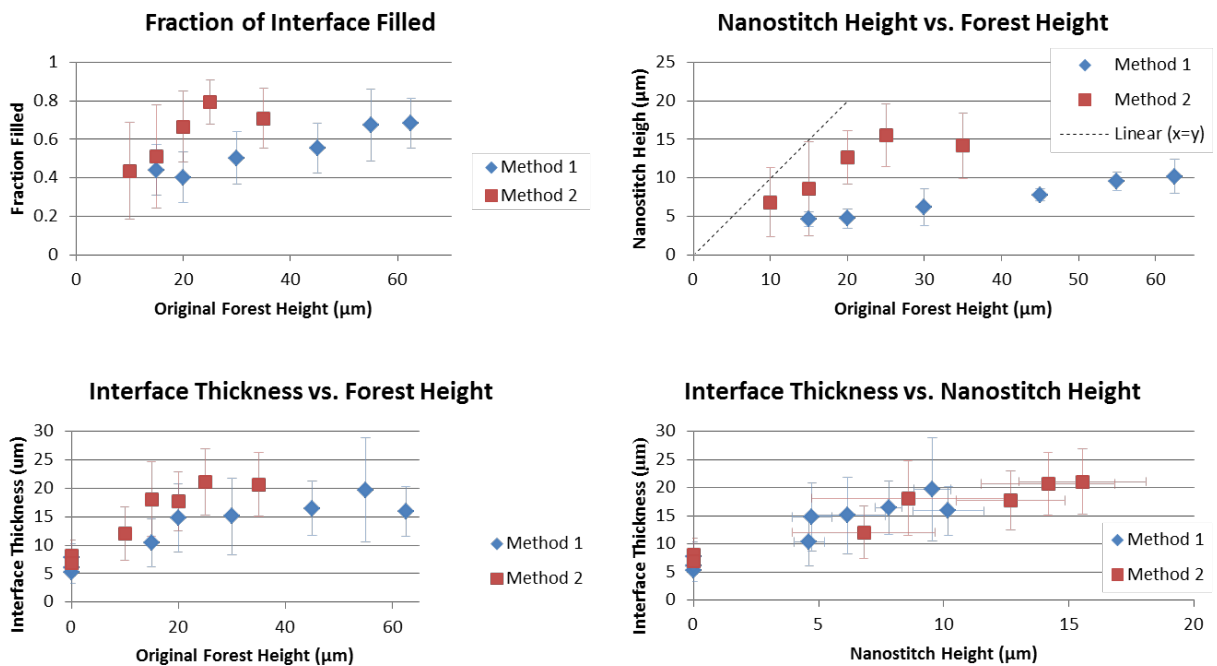 Fraction of Interface Filled
Fraction Filled
1
0.8
0.6
0.4
0.2
0
0 20 40 60
Original Forest Height (µm)
Method 1
Method 2
Nanostitch Height vs. Forest Height
Nanostitch Heigh (µm)
25
20
15
10
5
0
0 10 20 30 40 50 60
Original Forest Height (µm)
Method 1
Method 2
Linear (x=y)
Interface Thickness vs. Forest Height
Interface Thickness (um)
30
25
20
15
10
5
0
0 20 40 60
Original Forest Height (µm)
Method 1
Method 2
Interface Thickness vs. Nanostitch Height
Interface Thickness (µm)
30
25
20
15
10
5
0
0 5 10 15 20
Nanostitch Height (µm)
Method 1
Method 2